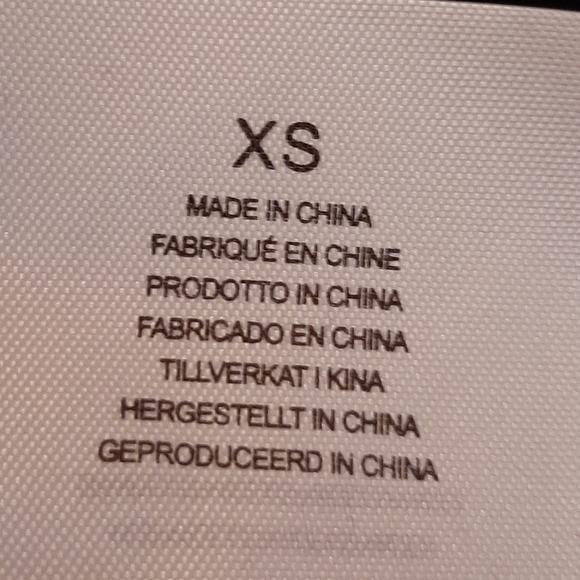 XS
MADE IN CHINA
FABRIQUÉ EN CHINE
PRODOTTO IN CHINA
FABRICADO EN CHINA
TILLVERKAT I KINA
HERGESTELLT IN CHINA
GEPRODUCEERD IN CHINA